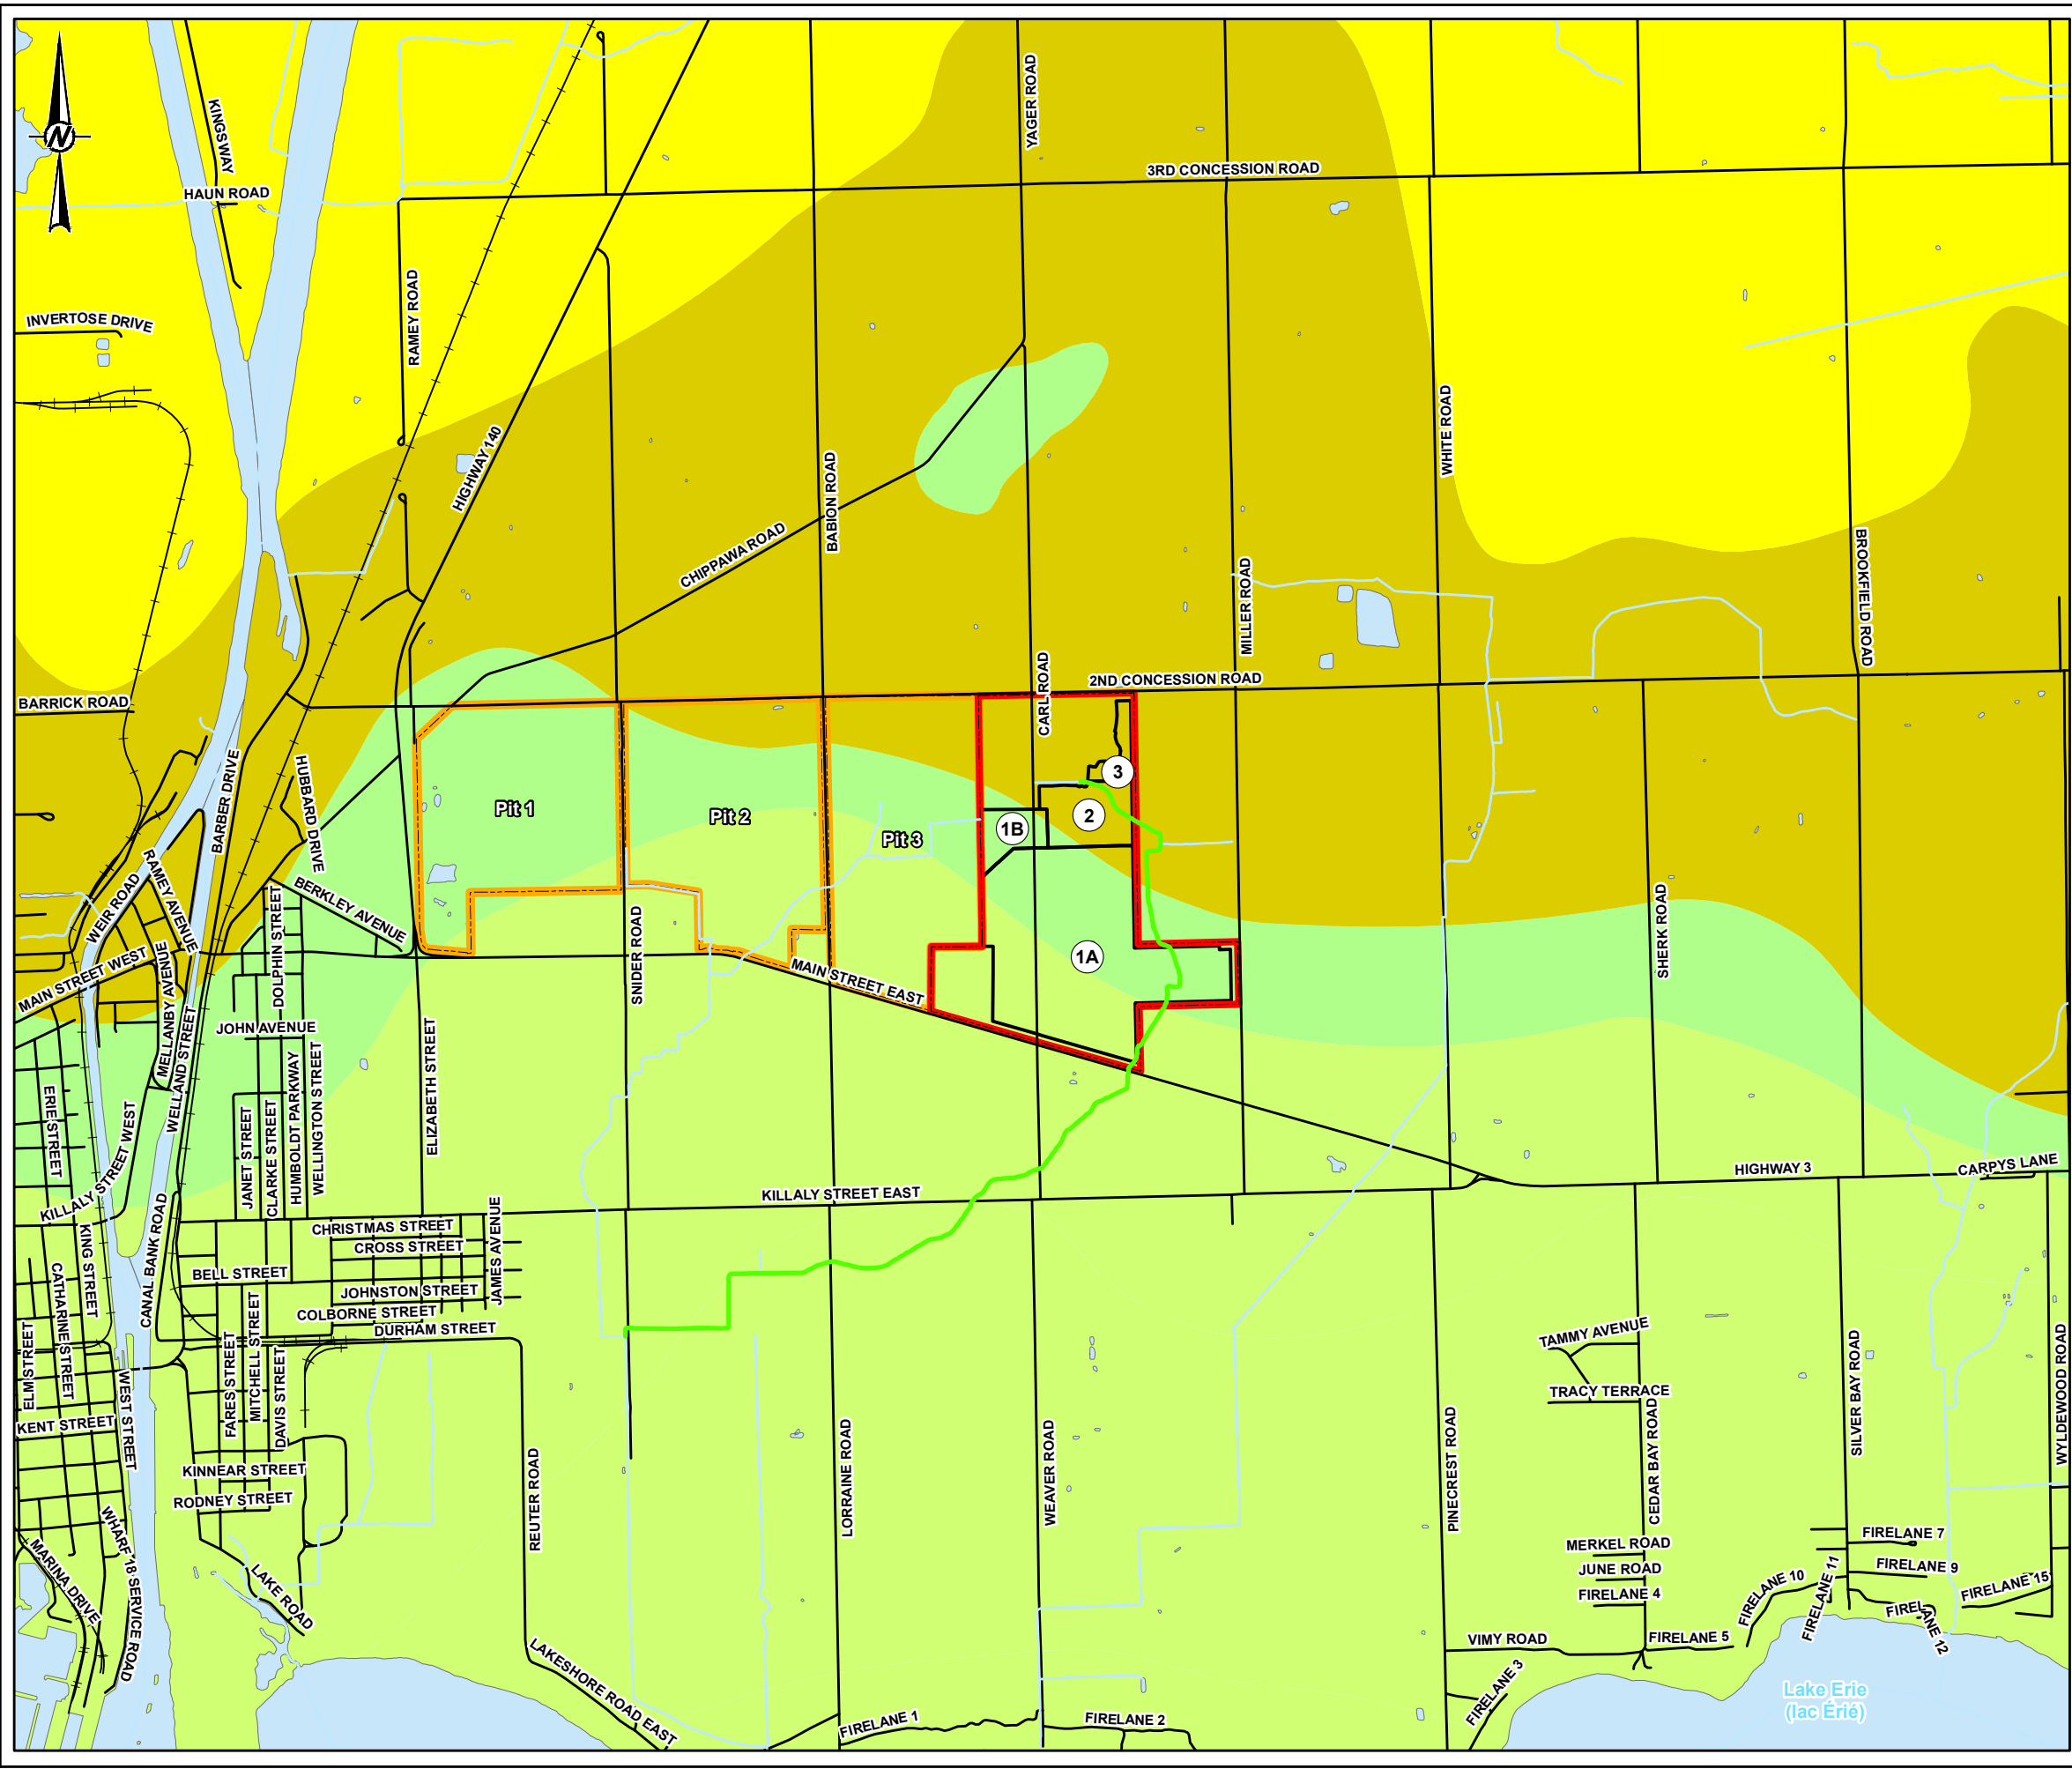 N
KINGSWAY
HAUN ROAD
YAGER ROAD
3RD CONCESSION ROAD
INVERTOSE DRIVE
RAMEY ROAD
HIGHWAY 140
BABION ROAD
WHITE ROAD
CHIPPAWA ROAD
MILLER ROAD
BROOKFIELD ROAD
BARRICK ROAD
CARL ROAD
2ND CONCESSION ROAD
BARBER DRIVE
HUBBARD DRIVE
Pit 1
Pit 2
Pit 3
3
2
1B
1A
RAMEY AVENUE
WEIR ROAD
BERKLEY AVENUE
DOLPHIN STREET
SNIDER ROAD
SHERK ROAD
MAIN STREET WEST
MELLANBY AVENUE
MAIN STREET EAST
JOHN AVENUE
WELLAND STREET
ERIE STREET
ELIZABETH STREET
JANET STREET
CLARKE STREET
HUMBOLDT PARKWAY
WELLINGTON STREET
KILLALY STREET WEST
KILLALY STREET EAST
HIGHWAY 3
CARPYS LANE
KING STREET
CANAL BANK ROAD
CHRISTMAS STREET
CROSS STREET
JAMES AVENUE
BELL STREET
JOHNSTON STREET
COLBORNE STREET
DURHAM STREET
CATHARINE STREET
ELM STREET
WEST STREET
FARES STREET
MITCHELL STREET
DAVIS STREET
TAMMY AVENUE
TRACY TERRACE
SILVER BAY ROAD
WYLDEWOOD ROAD
KENT STREET
KINNEAR STREET
RODNEY STREET
REUTER ROAD
LORRAINE ROAD
WEAVER ROAD
PINECREST ROAD
CEDAR BAY ROAD
WHARF 18 SERVICE ROAD
MARINA DRIVE
LAKE ROAD
MERKEL ROAD
JUNE ROAD
FIRELANE 4
FIRELANE 7
FIRELANE 9
FIRELANE 10
FIRELANE 11
FIRELANE 15
FIRELANE 12
VIMY ROAD
FIRELANE 5
FIRELANE 3
LAKESHORE ROAD EAST
FIRELANE 1
FIRELANE 2
Lake Erie
(lac Érié)